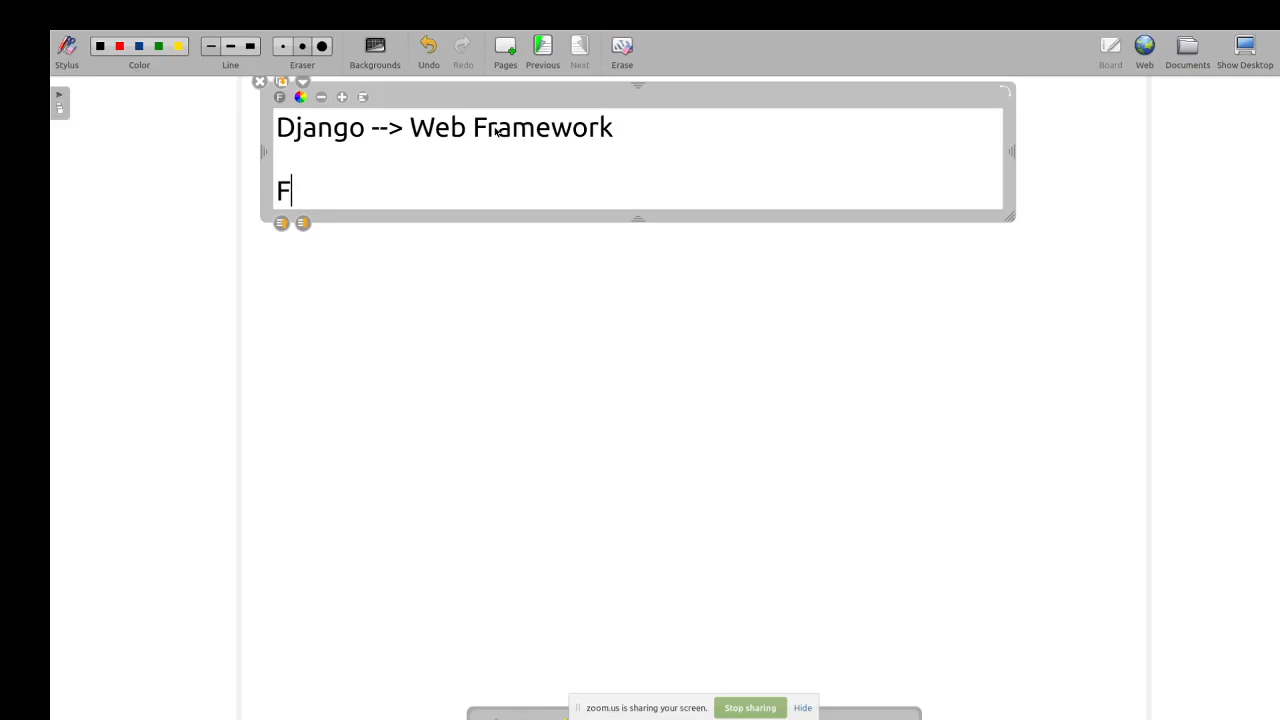 Stylus
Color
Line
Eraser
Backgrounds
Undo
Redo
Pages
Previous
Next
Erase
Board
Web
Documents
Show Desktop
F
Django --> Web Framework
F
zoom.us is sharing your screen.
Stop sharing
Hide